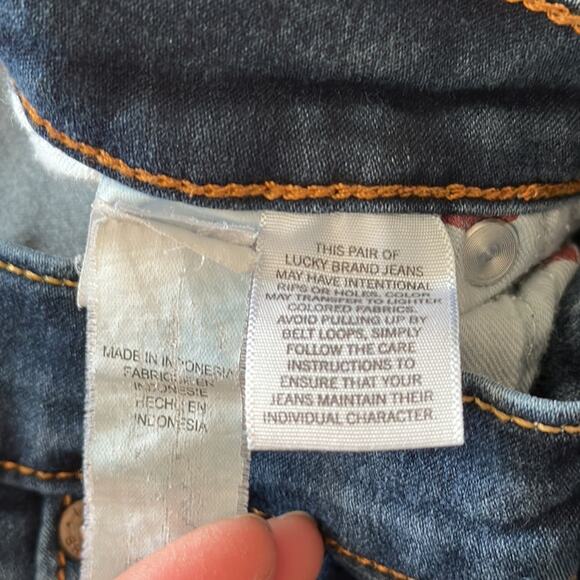 THIS PAIR OF
LUCKY BRAND JEANS
MAY HAVE INTENTIONAL
RIPS OR HOLES. COLOR
MAY TRANSFER TO LIGHTER
COLORED FABRICS.
AVOID PULLING UP BY
BELT LOOPS, SIMPLY
FOLLOW THE CARE
INSTRUCTIONS TO
ENSURE THAT YOUR
JEANS MAINTAIN THEIR
INDIVIDUAL CHARACTER.
MADE IN INDONESIA
EN
INDONESIE
HECHO EN
INDONESIA